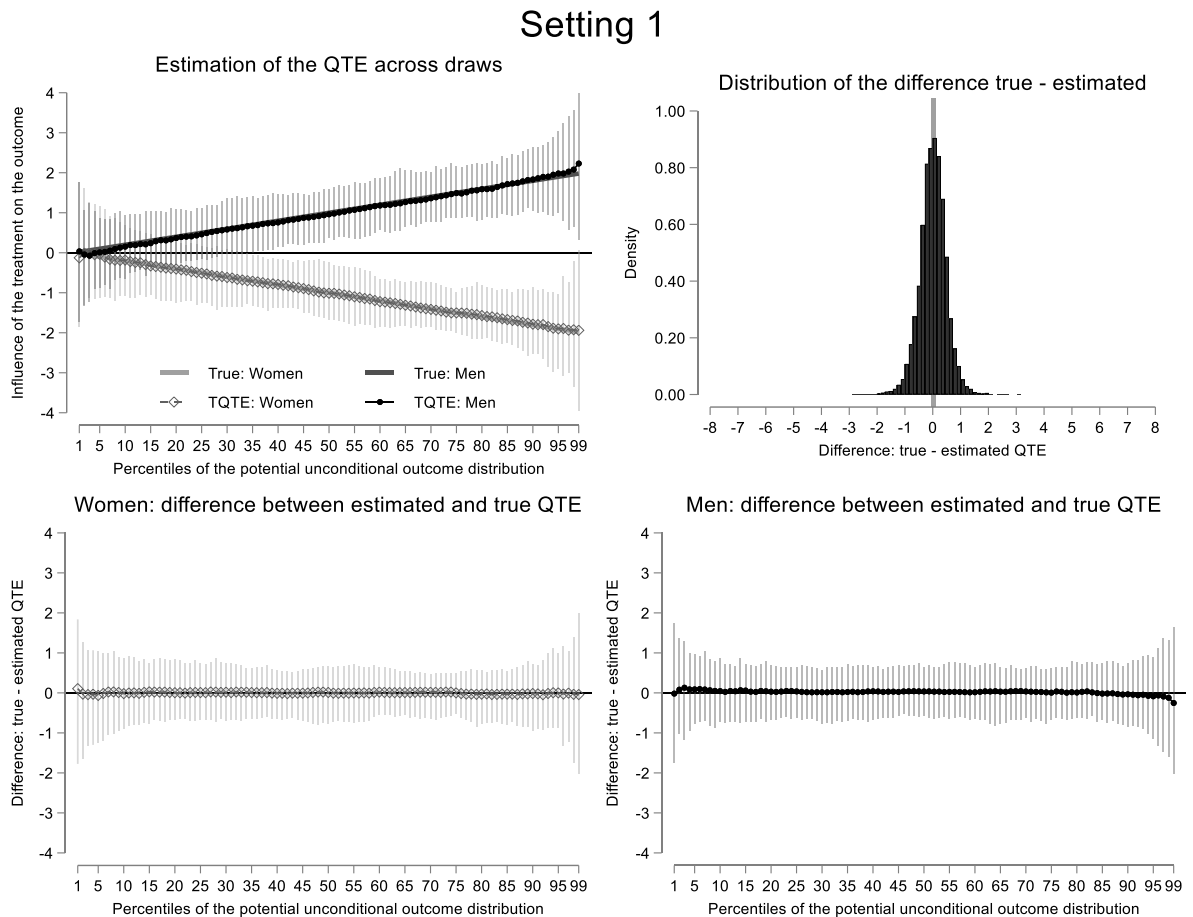 Setting 1
Estimation of the QTE across draws
Influence of the treatment on the outcome
4
3
2
1
0
-1
-2
-3
-4
True: Women
True: Men
TQTE: Women
TQTE: Men
1 5 10 15 20 25 30 35 40 45 50 55 60 65 70 75 80 85 90 95 99
Percentiles of the potential unconditional outcome distribution
Distribution of the difference true - estimated
Density
1.00
0.80
0.60
0.40
0.20
0.00
-8 -7 -6 -5 -4 -3 -2 -1 0 1 2 3 4 5 6 7 8
Difference: true - estimated QTE
Women: difference between estimated and true QTE
Difference: true - estimated QTE
4
3
2
1
0
-1
-2
-3
-4
1 5 10 15 20 25 30 35 40 45 50 55 60 65 70 75 80 85 90 95 99
Percentiles of the potential unconditional outcome distribution
Men: difference between estimated and true QTE
Difference: true - estimated QTE
4
3
2
1
0
-1
-2
-3
-4
1 5 10 15 20 25 30 35 40 45 50 55 60 65 70 75 80 85 90 95 99
Percentiles of the potential unconditional outcome distribution